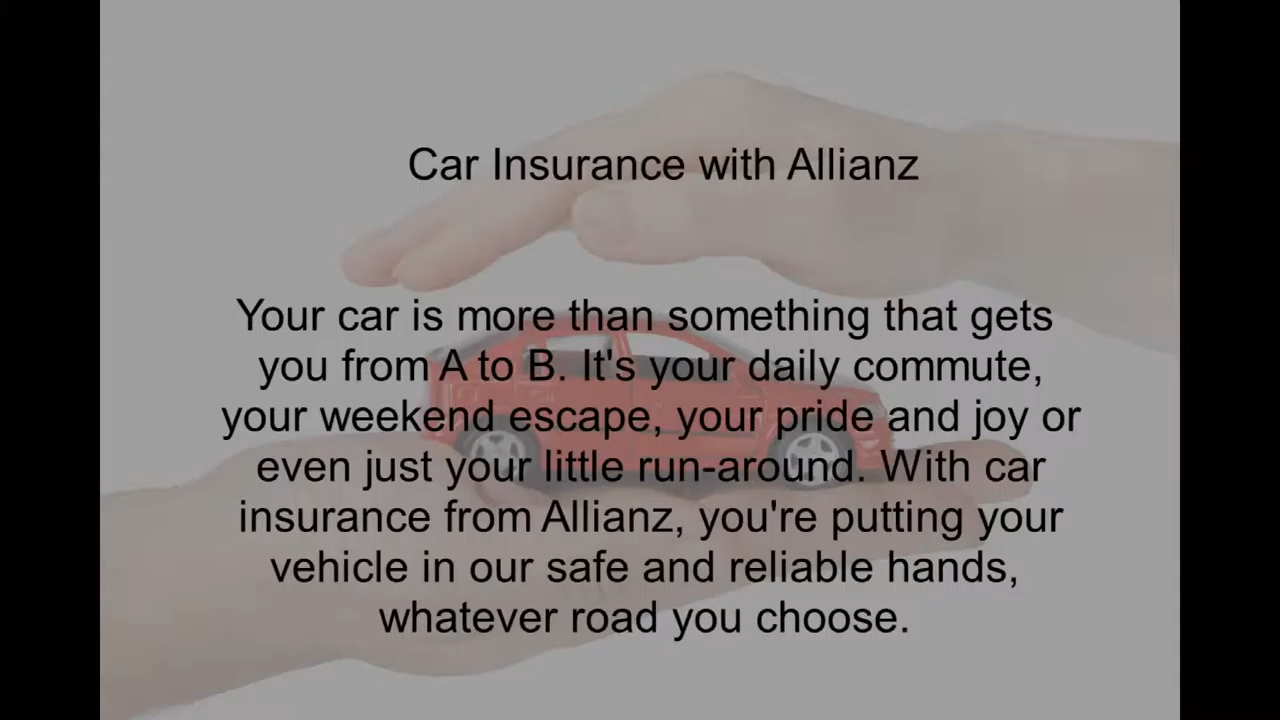 Car Insurance with Allianz
Your car is more than something that gets
you from A to B. It's your daily commute,
your weekend escape, your pride and joy or
even just your little run-around. With car
insurance from Allianz, you're putting your
vehicle in our safe and reliable hands,
whatever road you choose.